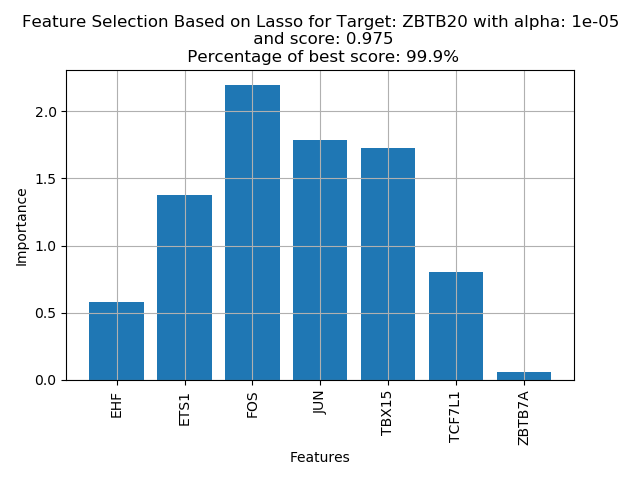 Feature Selection Based on Lasso for Target: ZBTB20 with alpha: 1e-05
and score: 0.975
Percentage of best score: 99.9%
2.0
1.5
1.0
0.5
0.0
Importance
EHF
ETS1
FOS
JUN
TBX15
TCF7L1
ZBTB7A
Features